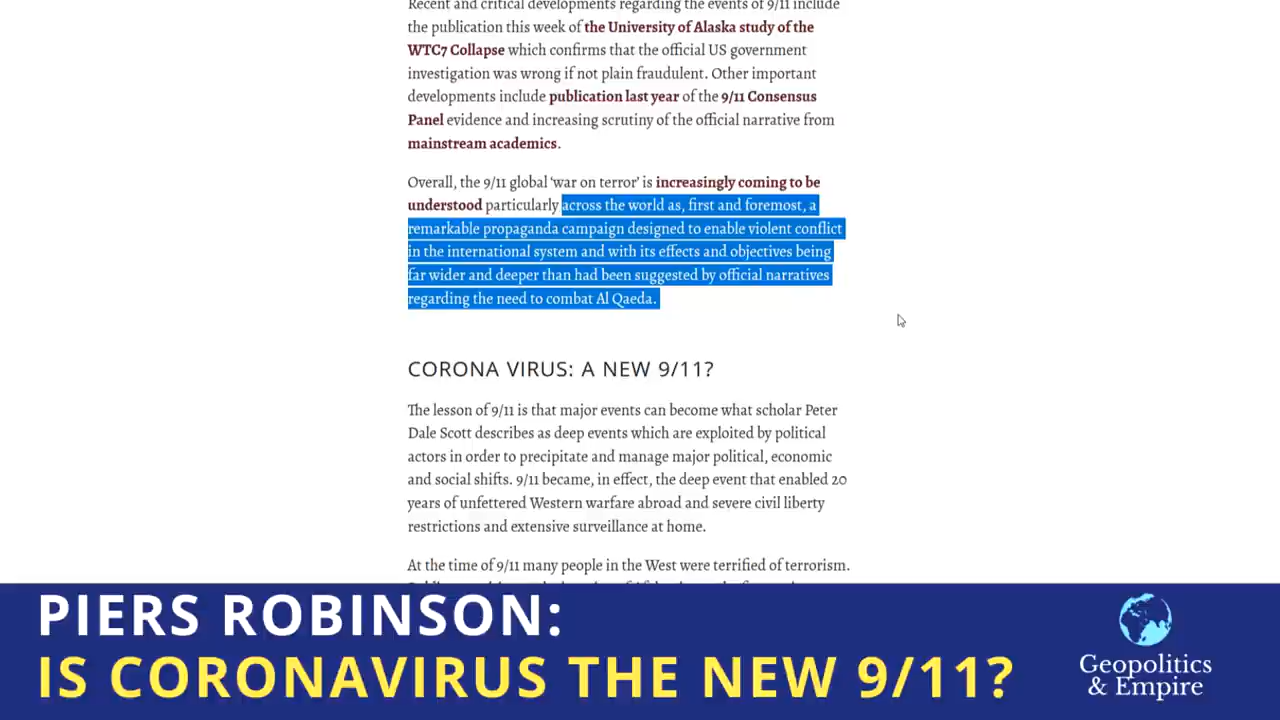 Recent and critical developments regarding the events of 9/11 include
the publication this week of the University of Alaska study of the
WTC7 Collapse which confirms that the official US government
investigation was wrong if not plain fraudulent. Other important
developments include publication last year of the 9/11 Consensus
Panel evidence and increasing scrutiny of the official narrative from
mainstream academics.
Overall, the 9/11 global ‘war on terror’ is increasingly coming to be
understood particularly across the world as, first and foremost, a
remarkable propaganda campaign designed to enable violent conflict
in the international system and with its effects and objectives being
far wider and deeper than had been suggested by official narratives
regarding the need to combat Al Qaeda.
CORONA VIRUS: A NEW 9/11?
The lesson of 9/11 is that major events can become what scholar Peter
Dale Scott describes as deep events which are exploited by political
actors in order to precipitate and manage major political, economic
and social shifts. 9/11 became, in effect, the deep event that enabled 20
years of unfettered Western warfare abroad and severe civil liberty
restrictions and extensive surveillance at home.
At the time of 9/11 many people in the West were terrified of terrorism.
PIERS ROBINSON:
IS CORONAVIRUS THE NEW 9/11?
Geopolitics
& Empire